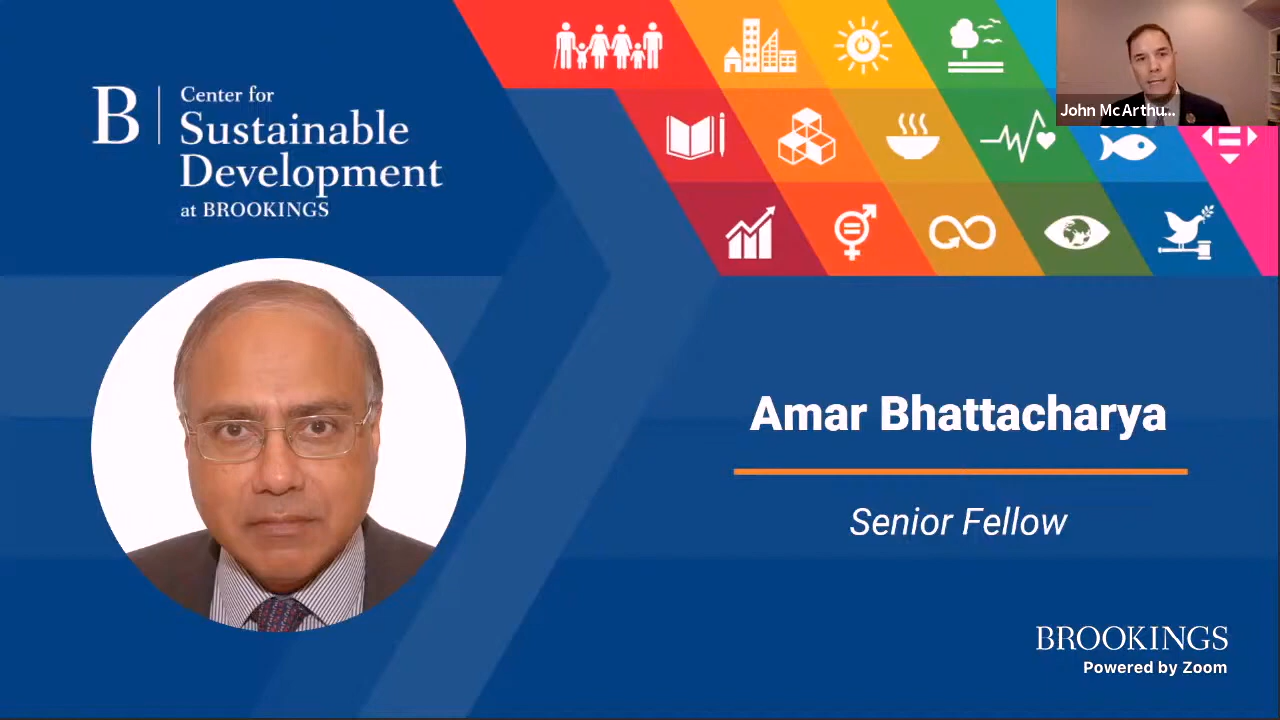 B
Center for
Sustainable
Development
at BROOKINGS
John McArthu...
Amar Bhattacharya
Senior Fellow
BROOKINGS
Powered by Zoom